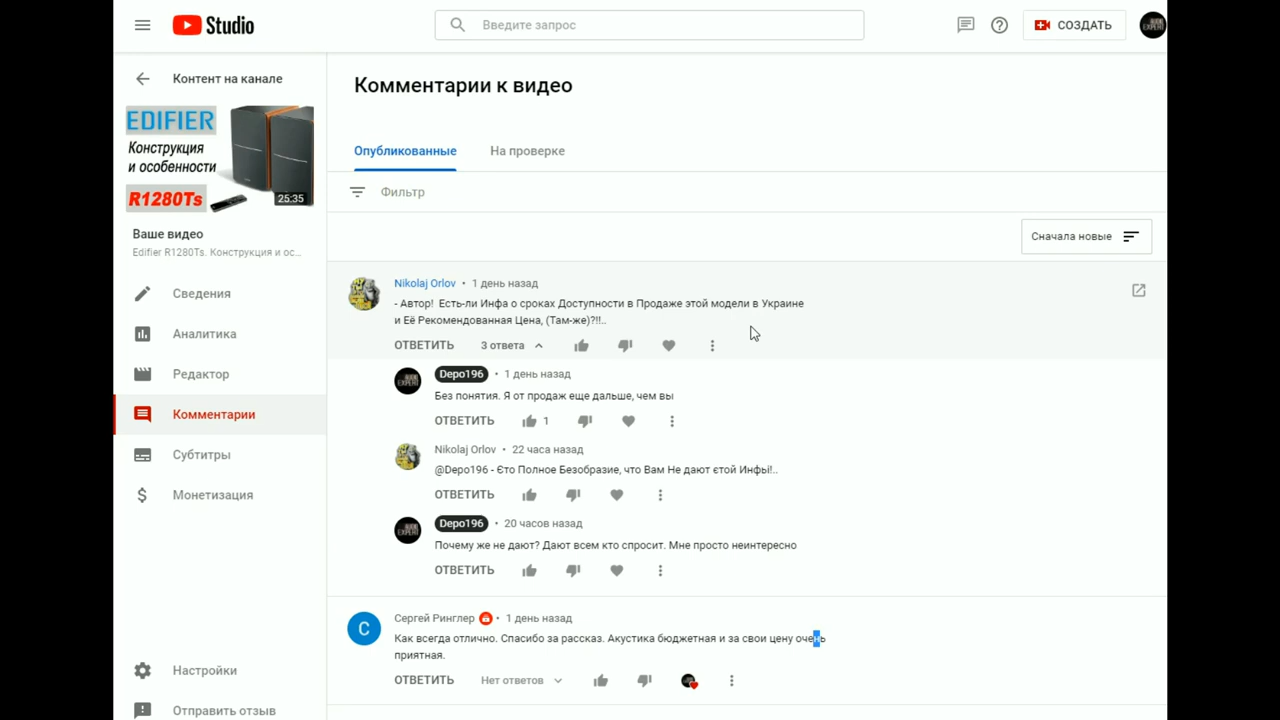 Studio
Введите запрос
СОЗДАТЬ
Контент на канале
EDIFIER
Конструкция
и особенности
R1280Ts
25:35
Ваше видео
Edifier R1280Ts. Конструкция и ос...
Сведения
Аналитика
Редактор
Комментарии
Субтитры
Монетизация
Настройки
Отправить отзыв
Комментарии к видео
Опубликованные
На проверке
Фильтр
Сначала новые
Nikolaj Orlov • 1 день назад
- Автор! Есть-ли Инфа о сроках Доступности в Продаже этой модели в Украине
и Её Рекомендованная Цена, (Там-же)?!!..
ОТВЕТИТЬ 3 ответа
Depo196 • 1 день назад
Без понятия. Я от продаж еще дальше, чем вы
ОТВЕТИТЬ 1
Nikolaj Orlov • 22 часа назад
@Depo196 - Єто Полное Безобразие, что Вам Не дают єтой Инфы!..
ОТВЕТИТЬ
Depo196 • 20 часов назад
Почему же не дают? Дают всем кто спросит. Мне просто неинтересно
ОТВЕТИТЬ
С
Сергей Ринглер • 1 день назад
Как всегда отлично. Спасибо за рассказ. Акустика бюджетная и за свои цену очень
приятная.
ОТВЕТИТЬ Нет ответов